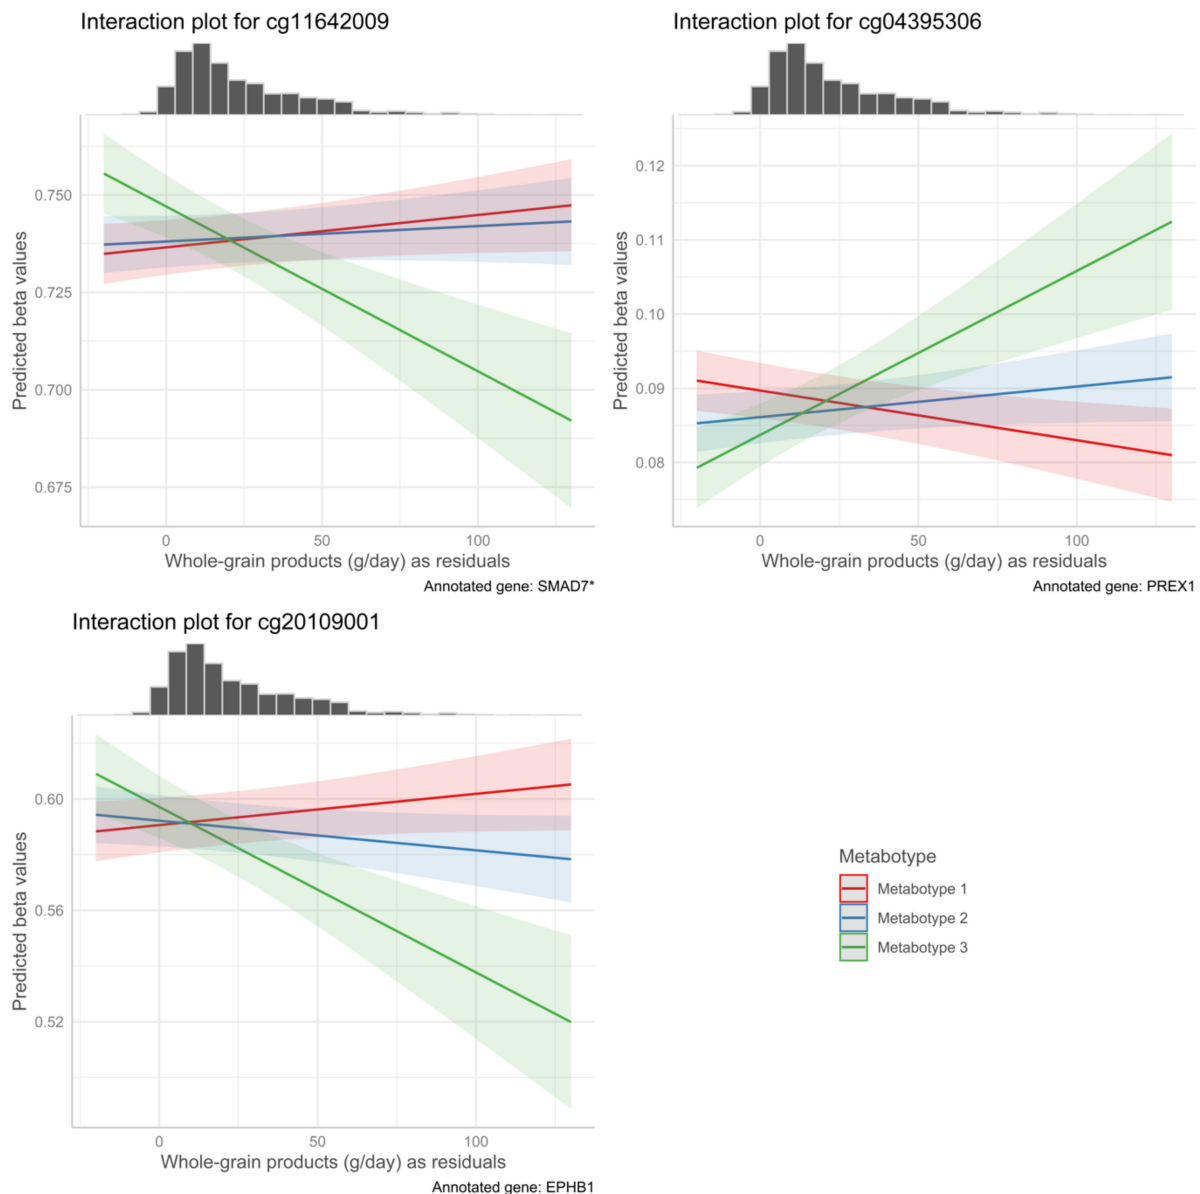 Interaction plot for cg11642009
Predicted beta values
0.750
0.725
0.700
0.675
0
50
100
Whole-grain products (g/day) as residuals
Annotated gene: SMAD7*
Interaction plot for cg04395306
Predicted beta values
0.12
0.11
0.10
0.09
0.08
0
50
100
Whole-grain products (g/day) as residuals
Annotated gene: PREX1
Interaction plot for cg20109001
Predicted beta values
0.60
0.56
0.52
0
50
100
Whole-grain products (g/day) as residuals
Annotated gene: EPHB1
Metabotype
Metabotype 1
Metabotype 2
Metabotype 3